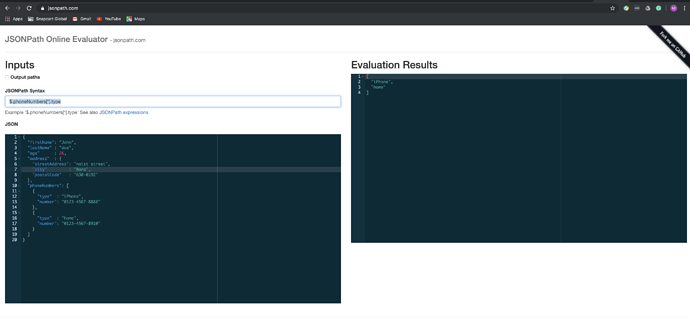 jsonpath.com
Apps Snapcart Global Gmail YouTube Maps
JSONPath Online Evaluator - jsonpath.com
Fork me on GitHub
Inputs
Output paths
JSONPath Syntax
$.phoneNumbers[*].type
Example '$.phoneNumbers[*].type' See also JSONPath expressions
JSON
1 {
2 "firstName": "John",
3 "lastName" : "doe",
4 "age" : 26,
5 "address" : {
6 "streetAddress": "naist street",
7 "city" : "Nara",
8 "postalCode" : "630-0192"
9 },
10 "phoneNumbers": [
11 {
12 "type" : "iPhone",
13 "number": "0123-4567-8888"
14 },
15 {
16 "type" : "home",
17 "number": "0123-4567-8910"
18 }
19 ]
20 }
Evaluation Results
1 [
2 "iPhone",
3 "home"
4 ]